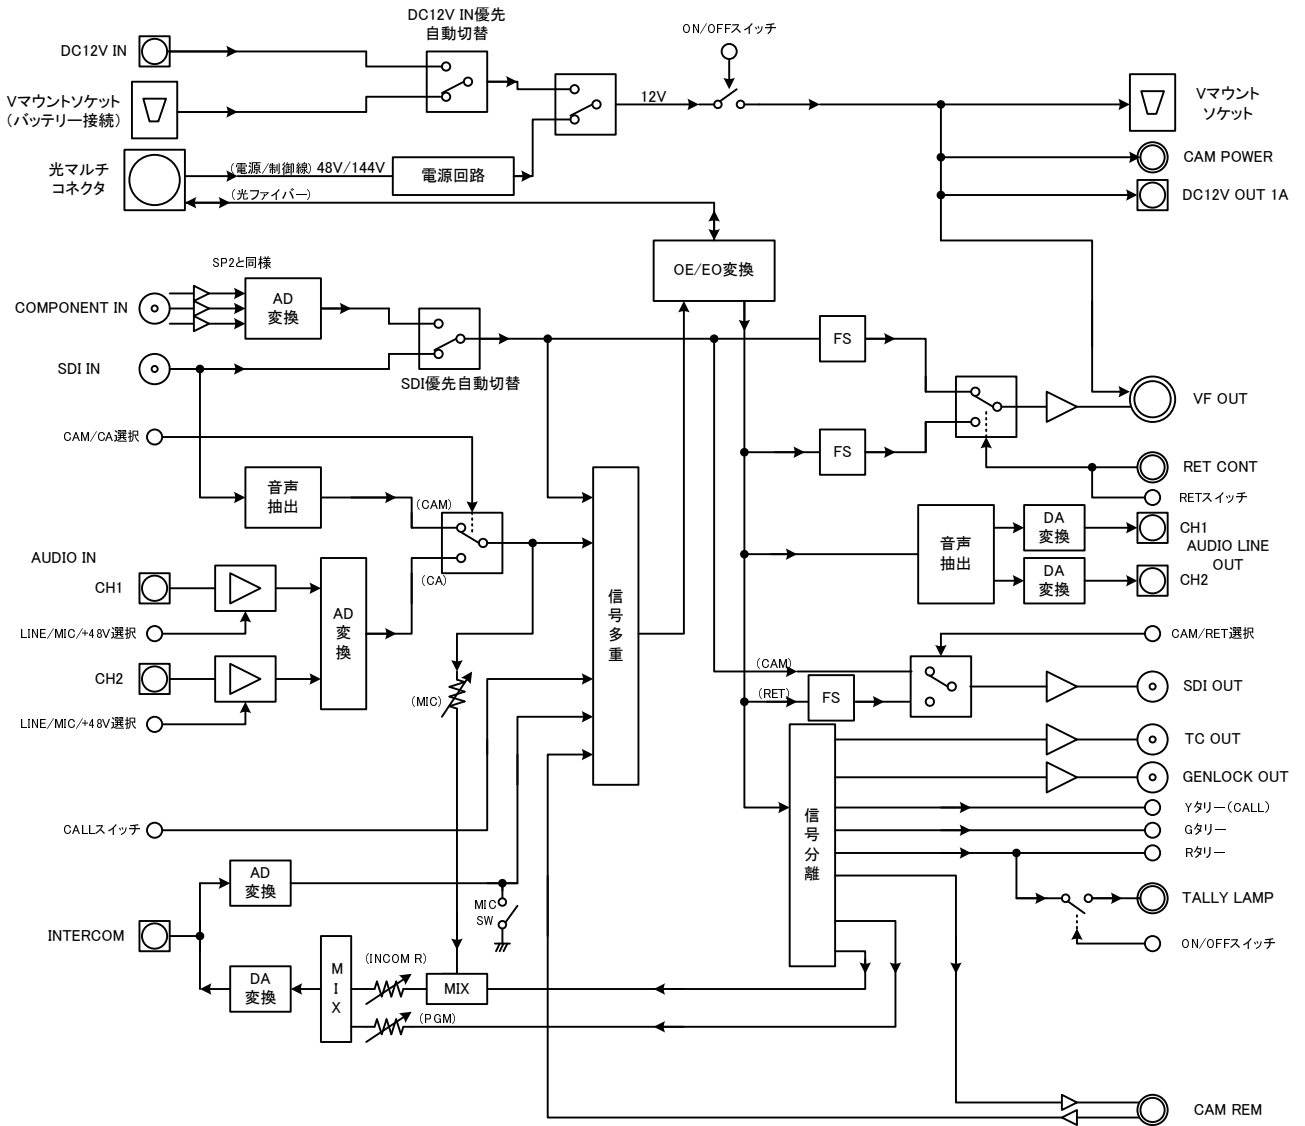 DC12V IN優先
自動切替
DC12V IN
ON/OFFスイッチ
Vマウントソケット
（バッテリー接続）
12V
Vマウント
ソケット
光マルチ
コネクタ
（電源/制御線）48V/144V
電源回路
（光ファイバー）
CAM POWER
DC12V OUT 1A
SP2と同様
COMPONENT IN
AD
変換
OE/EO変換
SDI IN
SDI優先自動切替
FS
VF OUT
CAM/CA選択
FS
RET CONT
RETスイッチ
音声
抽出
（CAM）
（CA）
AUDIO IN
CH1
LINE/MIC/+48V選択
CH2
LINE/MIC/+48V選択
AD
変
換
信
号
多
重
音声
抽出
DA
変換
DA
変換
CH1
AUDIO LINE
OUT
CH2
CAM/RET選択
（CAM）
（RET）
FS
SDI OUT
（MIC）
TC OUT
GENLOCK OUT
Yタリー（CALL）
Gタリー
Rタリー
信
号
分
離
CALLスイッチ
AD
変換
MIC
SW
TALLY LAMP
ON/OFFスイッチ
INTERCOM
DA
変換
M
I
X
（INCOM R）
MIX
（PGM）
CAM REM